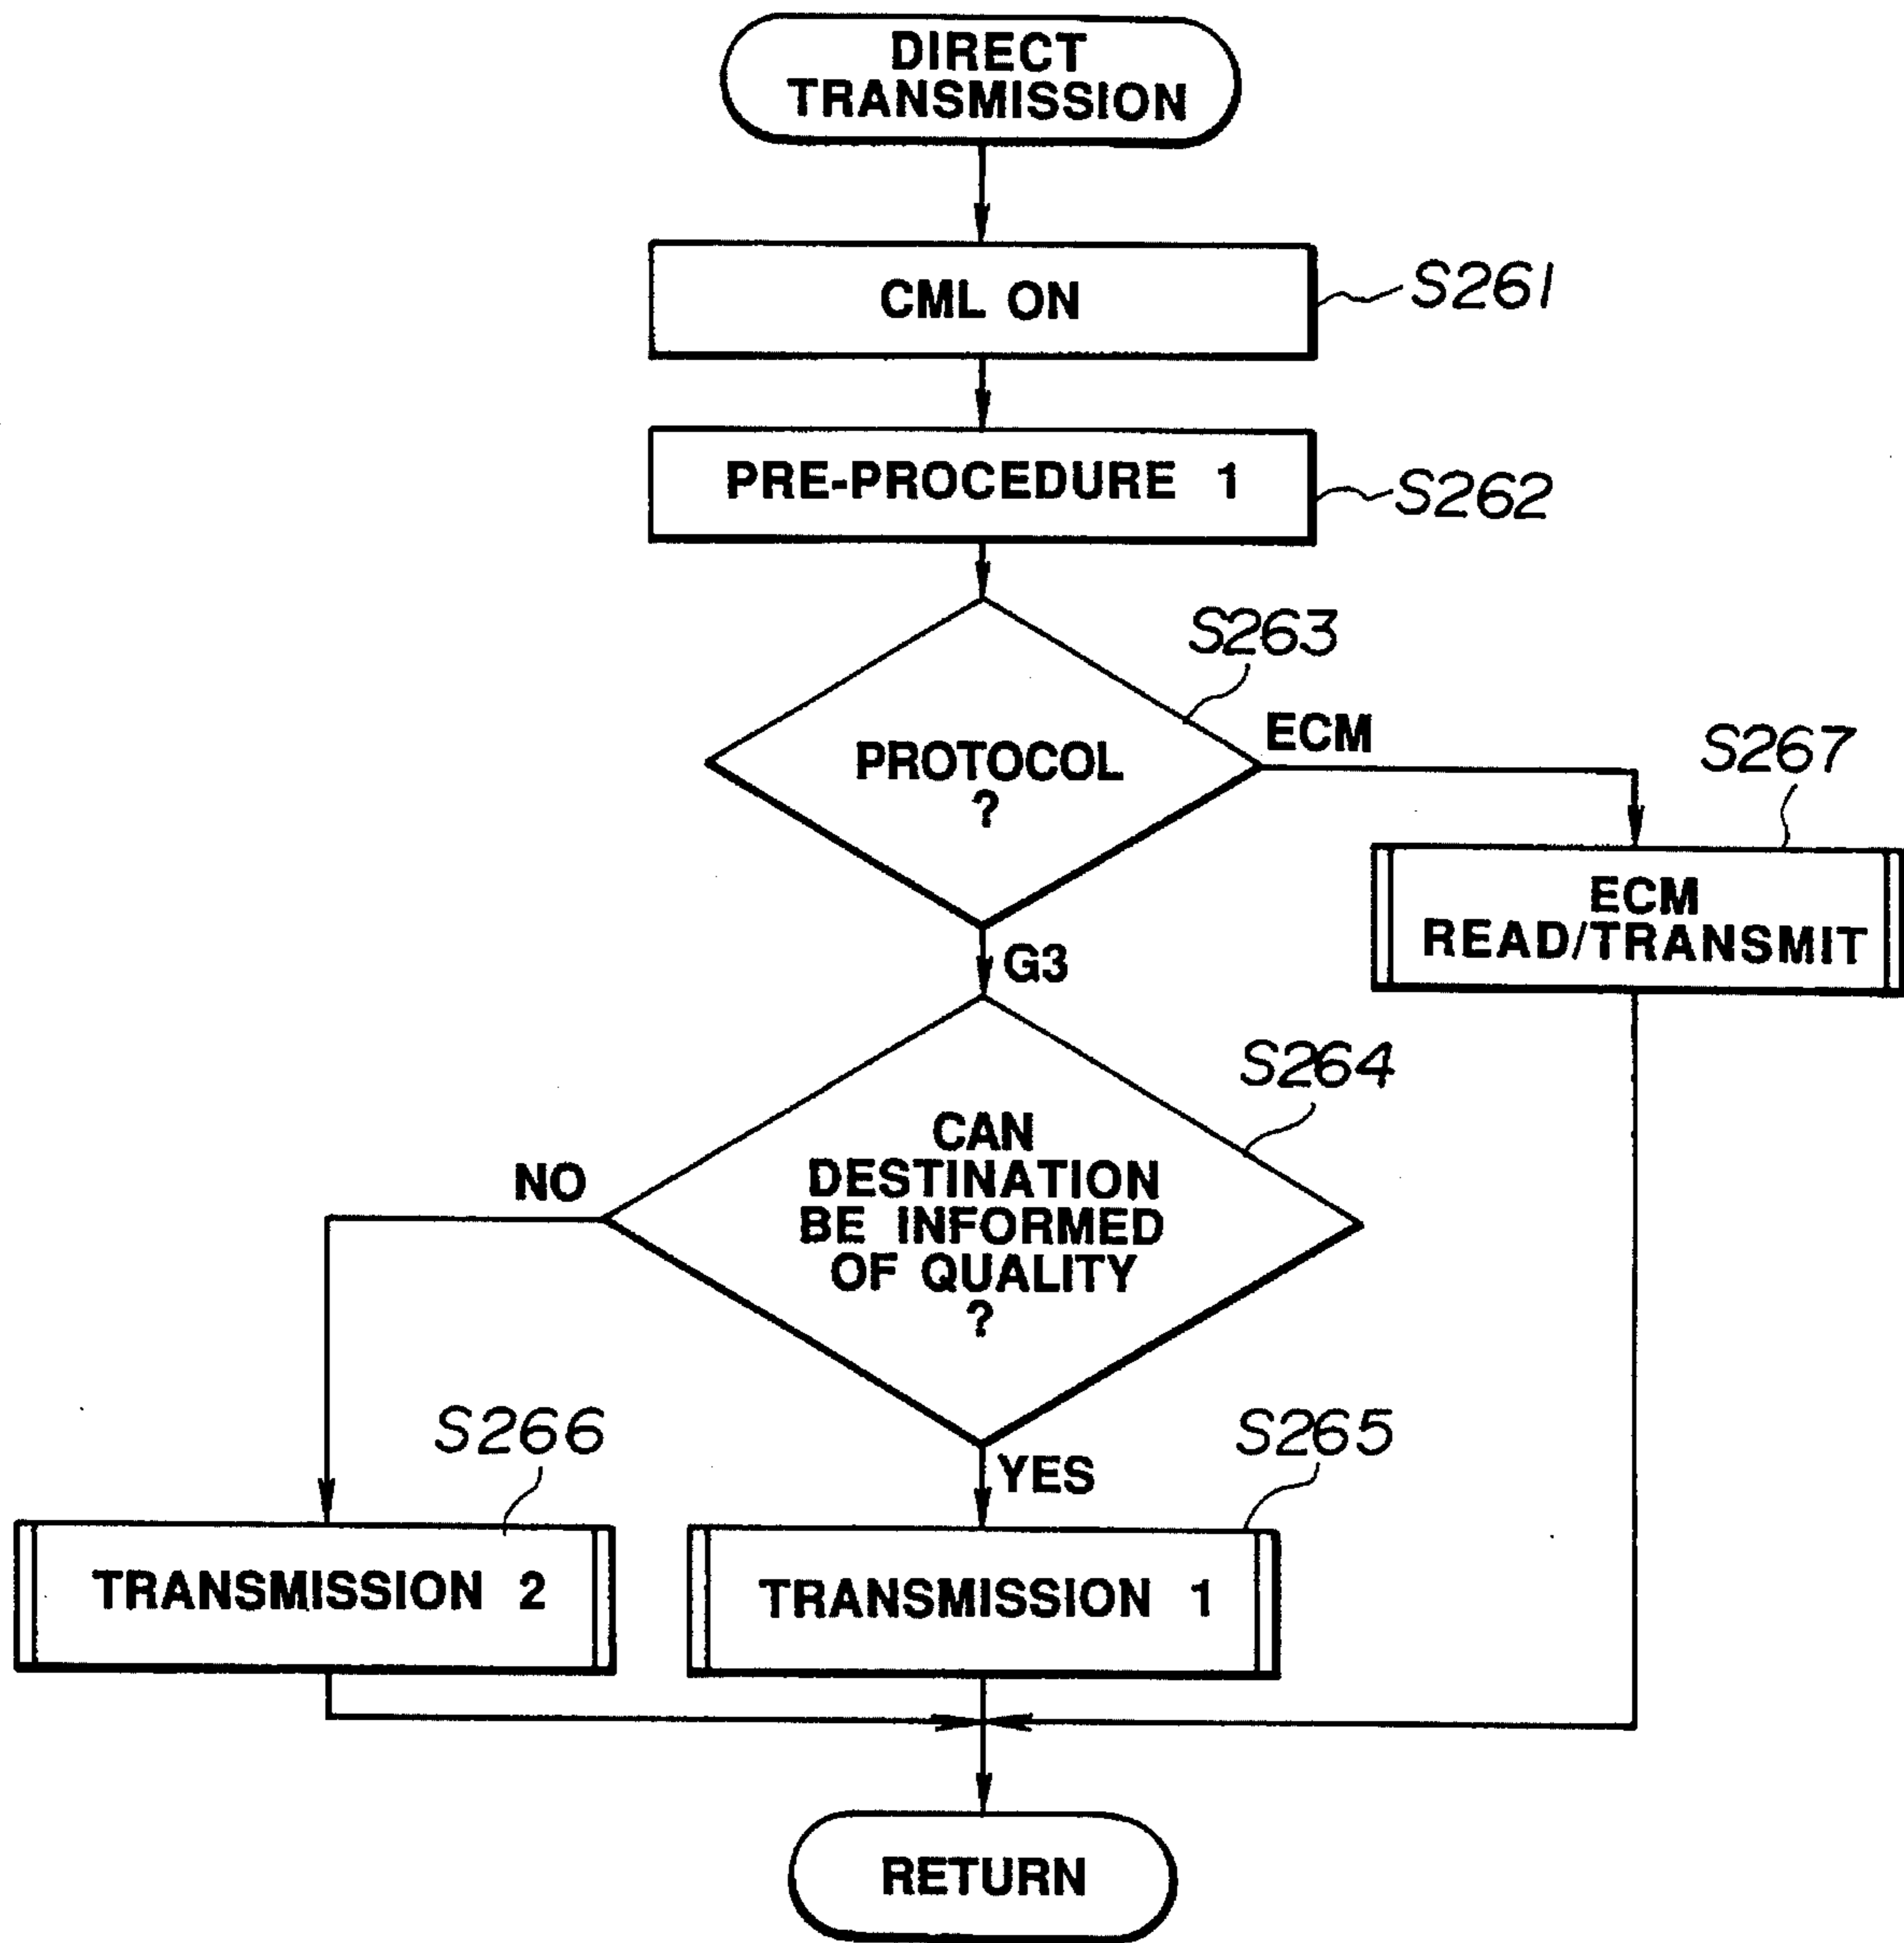 DIRECT
TRANSMISSION
CML ON
S261
PRE-PROCEDURE 1
S262
S263
PROTOCOL
?
ECM
S267
ECM
READ/TRANSMIT
G3
S264
CAN
DESTINATION
BE INFORMED
OF QUALITY
?
NO
YES
S266
S265
TRANSMISSION 2
TRANSMISSION 1
RETURN